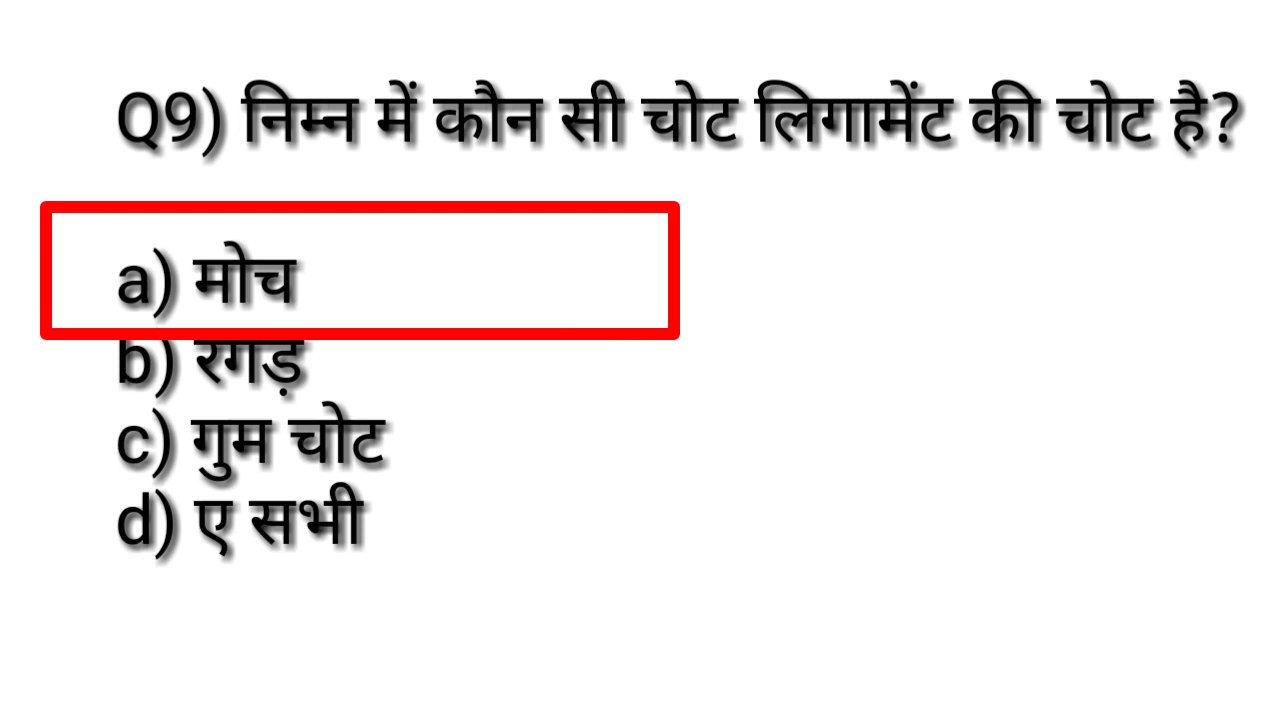 Q9) निम्न में कौन सी चोट लिगामेंट की चोट है?
a) मोच
b) रगड़
c) गुम चोट
d) ए सभी